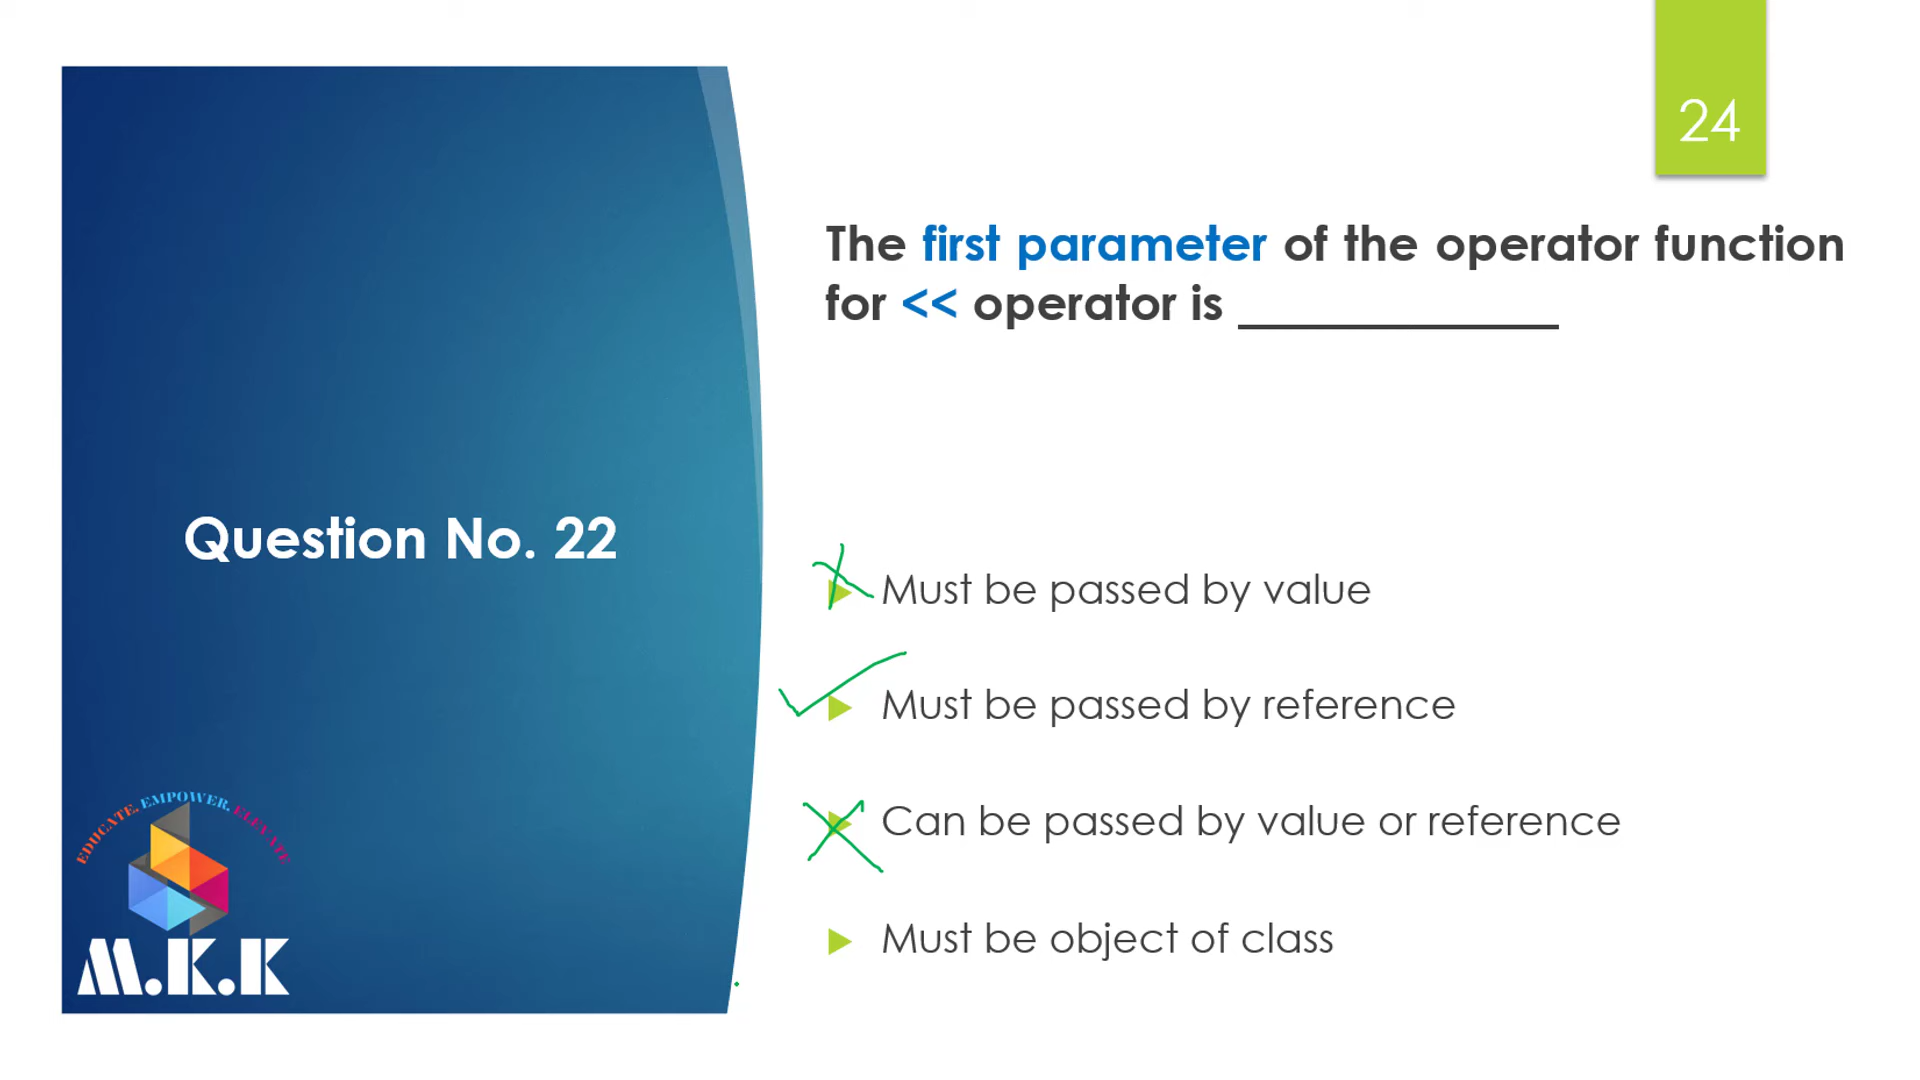 24
The first parameter of the operator function
for << operator is ____________
Question No. 22
Must be passed by value
Must be passed by reference
Can be passed by value or reference
Must be object of class
EDUCATE. EMPOWER. ELEVATE
M.K.K